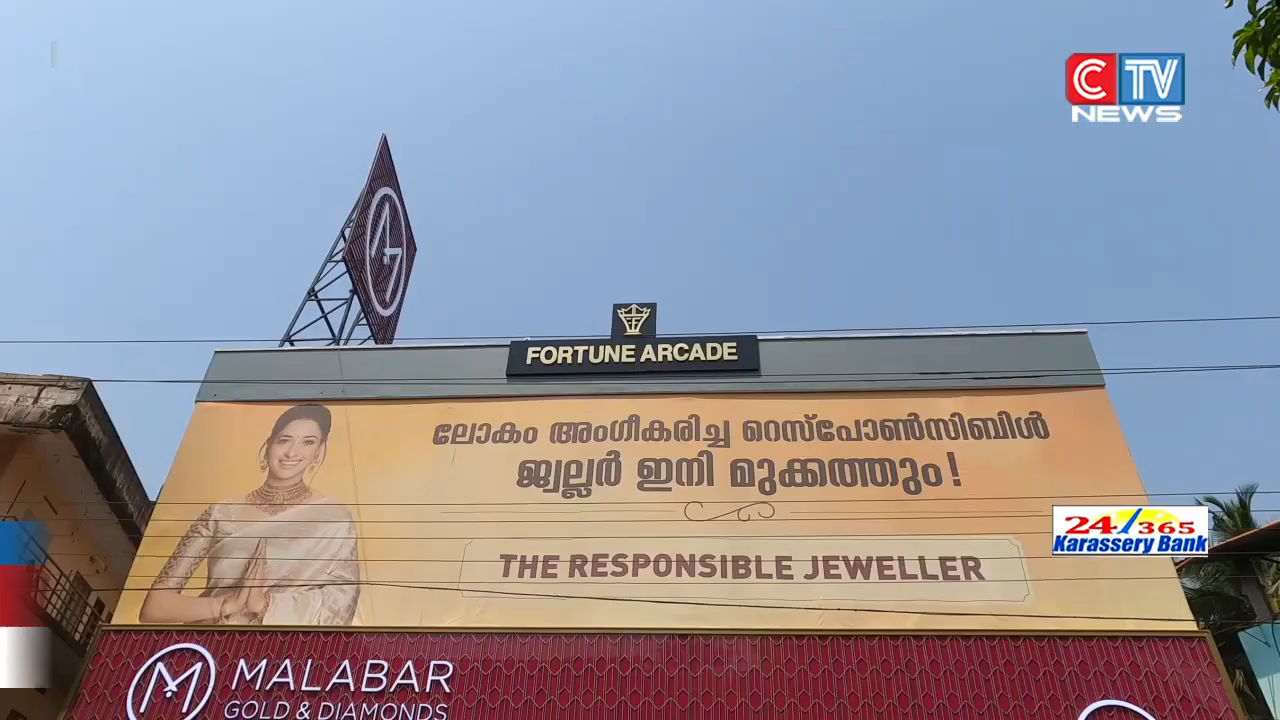 C TV
NEWS
FORTUNE ARCADE
ലോകം അംഗീകരിച്ച റെസ്പോൺസിബിൾ
ജ്വല്ലർ ഇനി മുക്കത്തും!
THE RESPONSIBLE JEWELLER
24/365
Karassery Bank
MALABAR
GOLD & DIAMONDS